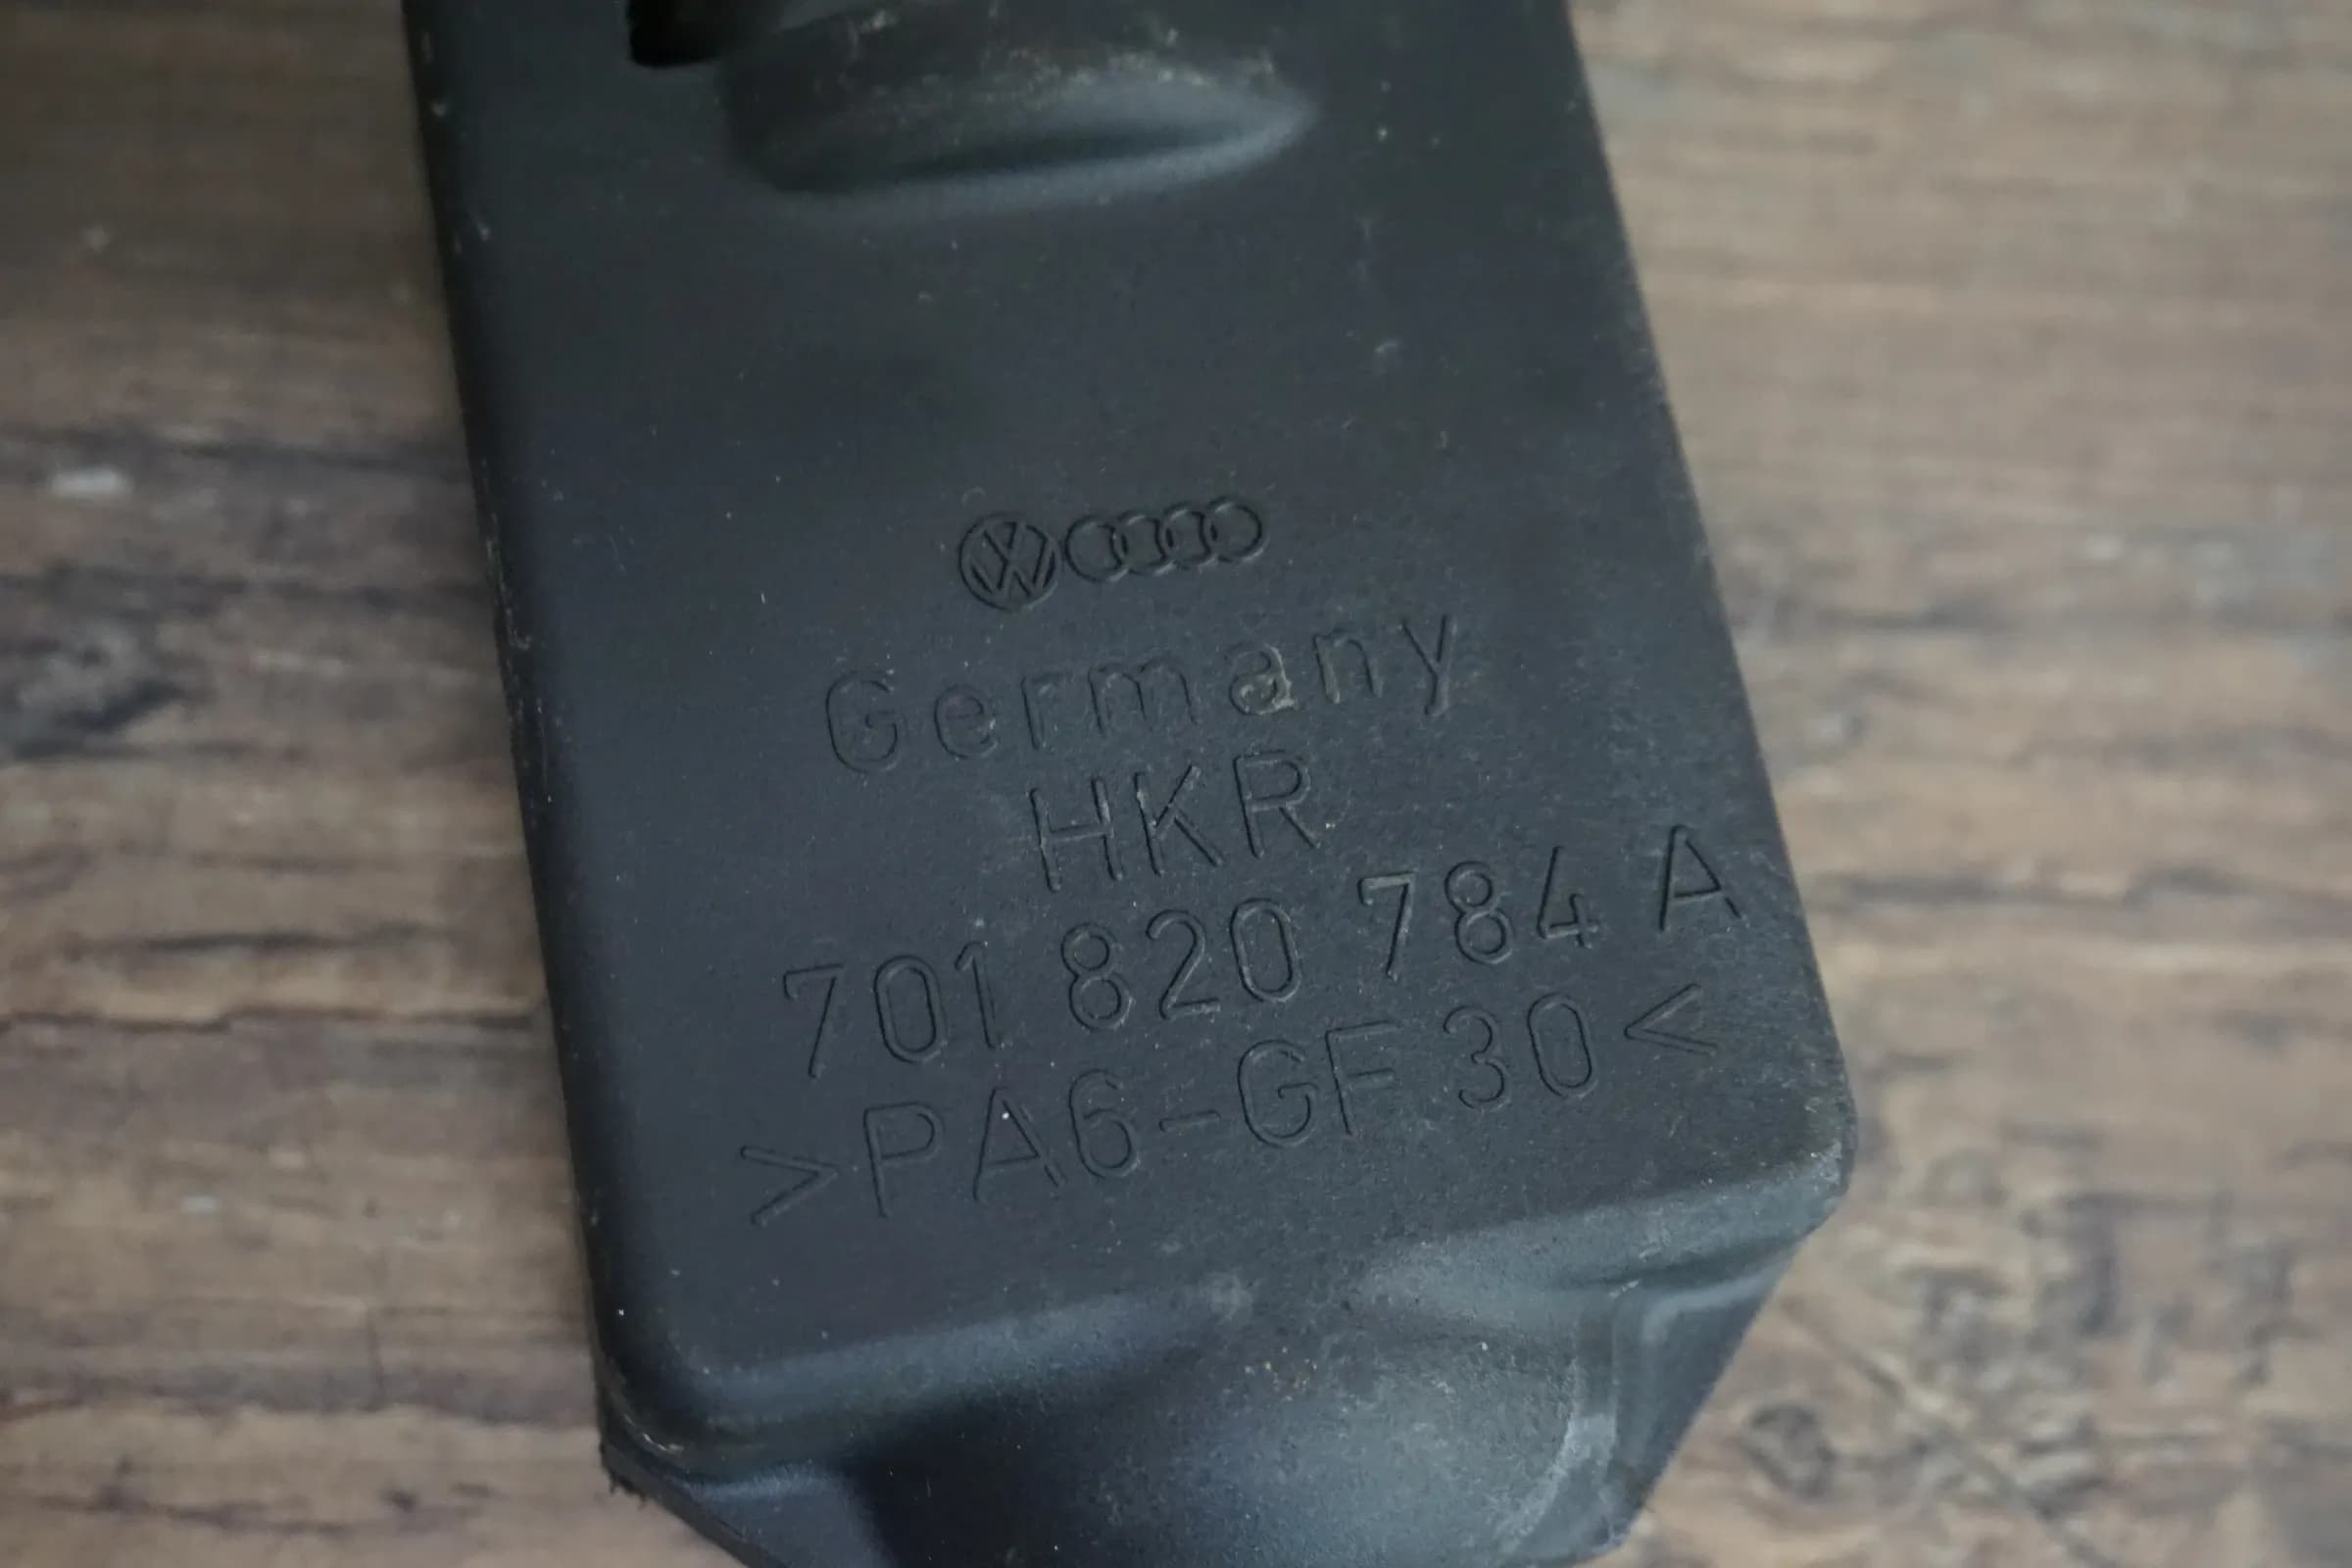 Germany
HKR
701 820 784 A
>PA6-GF30<